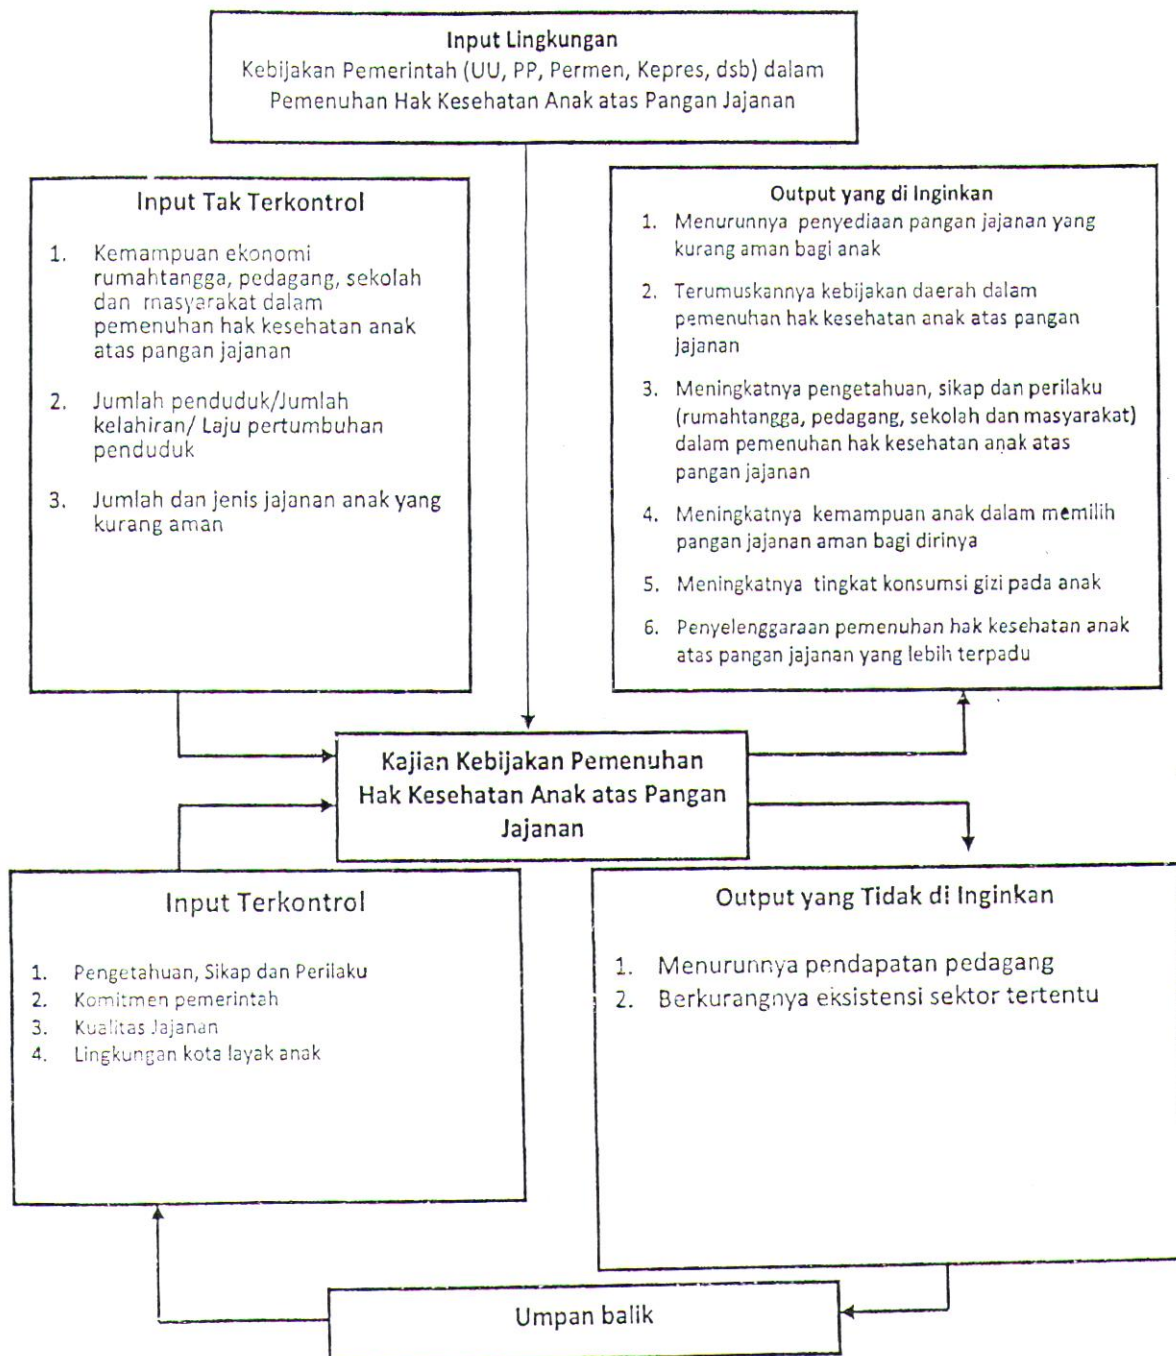 Input Lingkungan
Kebijakan Pemerintah (UU, PP, Permen, Kepres, dsb) dalam
Pemenuhan Hak Kesehatan Anak atas Pangan Jajanan
Input Tak Terkontrol
1. Kemampuan ekonomi
rumahtangga, pedagang, sekolah
dan masyarakat dalam
pemenuhan hak kesehatan anak
atas pangan jajanan
2. Jumlah penduduk/Jumlah
kelahiran/ Laju pertumbuhan
penduduk
3. Jumlah dan jenis jajanan anak yang
kurang aman
Output yang di Inginkan
1. Menurunnya penyediaan pangan jajanan yang
kurang aman bagi anak
2. Terumuskannya kebijakan daerah dalam
pemenuhan hak kesehatan anak atas pangan
jajanan
3. Meningkatnya pengetahuan, sikap dan perilaku
(rumahtangga, pedagang, sekolah dan masyarakat)
dalam pemenuhan hak kesehatan anak atas
pangan jajanan
4. Meningkatnya kemampuan anak dalam memilih
pangan jajanan aman bagi dirinya
5. Meningkatnya tingkat konsumsi gizi pada anak
6. Penyelenggaraan pemenuhan hak kesehatan anak
atas pangan jajanan yang lebih terpadu
Kajian Kebijakan Pemenuhan
Hak Kesehatan Anak atas Pangan
Jajanan
Input Terkontrol
1. Pengetahuan, Sikap dan Perilaku
2. Komitmen pemerintah
3. Kualitas Jajanan
4. Lingkungan kota layak anak
Output yang Tidak di Inginkan
1. Menurunnya pendapatan pedagang
2. Berkurangnya eksistensi sektor tertentu
Umpan balik